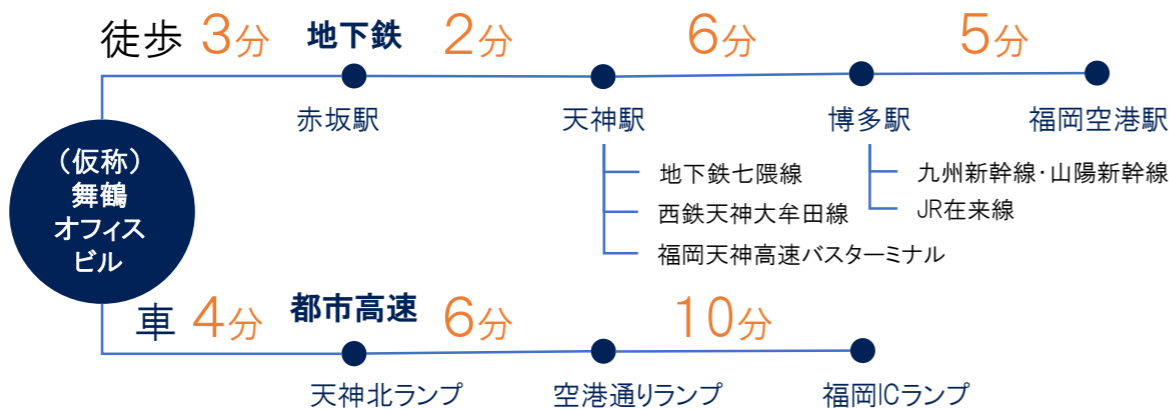 徒歩 3分 地下鉄 2分 6分 5分
赤坂駅 天神駅 博多駅 福岡空港駅
地下鉄七隈線
西鉄天神大牟田線
福岡天神高速バスターミナル
九州新幹線・山陽新幹線
JR在来線
（仮称）
舞鶴
オフィス
ビル
車 4分 都市高速 6分 10分
天神北ランプ 空港通りランプ 福岡ICランプ